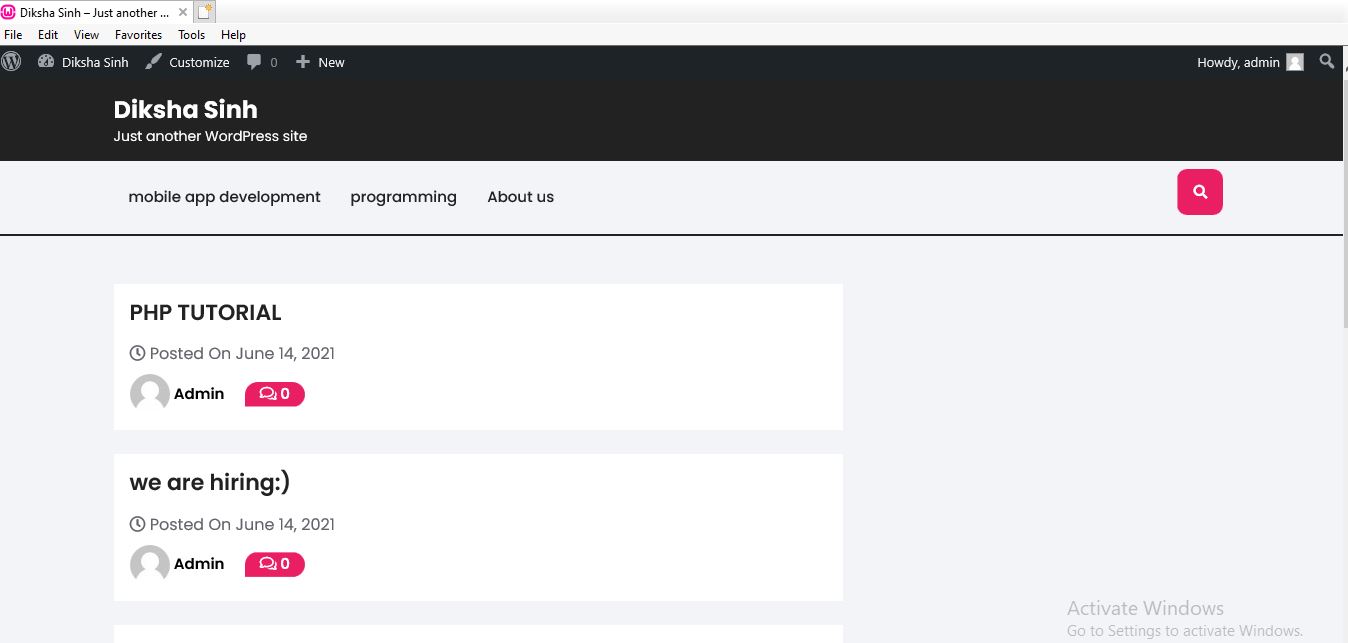 Diksha Sinh – Just another ...
File Edit View Favorites Tools Help
Diksha Sinh Customize 0 New Howdy, admin
Diksha Sinh
Just another WordPress site
mobile app development programming About us
PHP TUTORIAL
Posted On June 14, 2021
Admin 0
we are hiring:)
Posted On June 14, 2021
Admin 0
Activate Windows
Go to Settings to activate Windows.